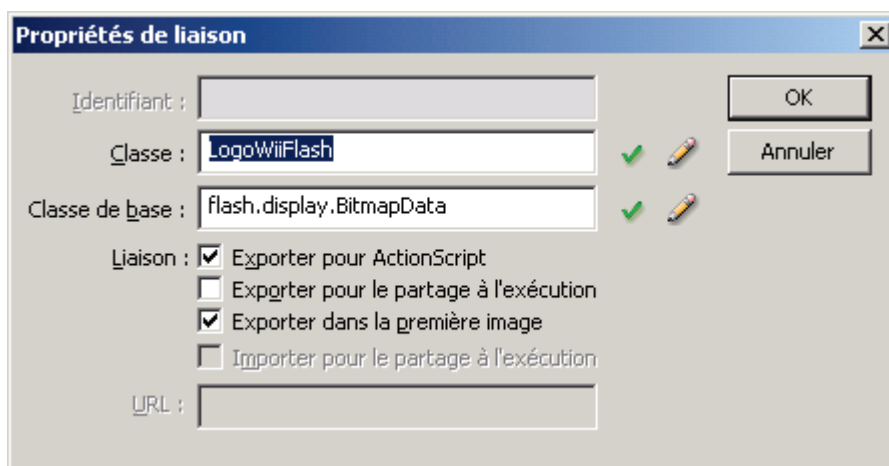 Propriétés de liaison
Identifiant :
OK
Classe : LogoWiiFlash
Annuler
Classe de base : flash.display.BitmapData
Liaison : Exporter pour ActionScript
Exporter pour le partage à l'exécution
Exporter dans la première image
Importer pour le partage à l'exécution
URL :